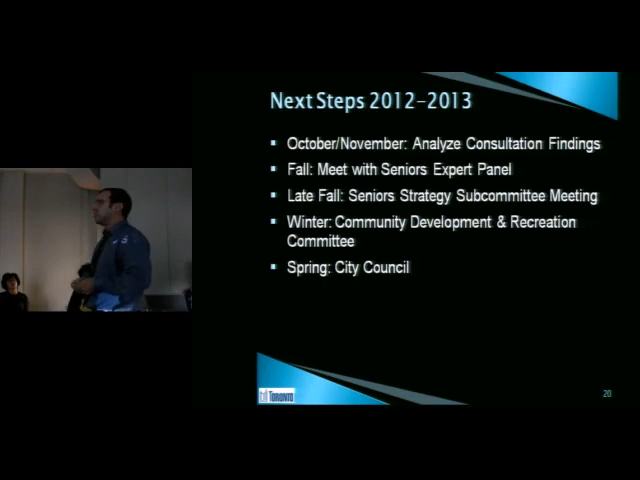 Next Steps 2012-2013
▪ October/November: Analyze Consultation Findings
▪ Fall: Meet with Seniors Expert Panel
▪ Late Fall: Seniors Strategy Subcommittee Meeting
▪ Winter: Community Development & Recreation
Committee
▪ Spring: City Council
TORONTO
20